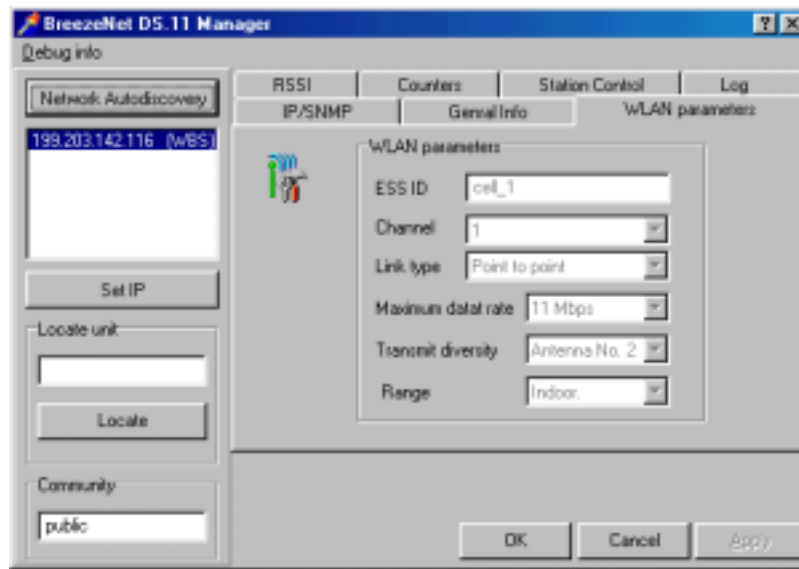 BreezeNet DS.11 Manager
Debug info
Network Autodiscovery
199.203.142.116 (WBS)
Set IP
Locate unit
Locate
Community
public
RSSI Counters Station Control Log
IP/SNMP Genral Info WLAN parameters
WLAN parameters
ESS ID cell_1
Channel 1
Link type Point to point
Maximum datat rate 11 Mbps
Transmit diversity Antenna No. 2
Range Indoor.
OK Cancel Apply